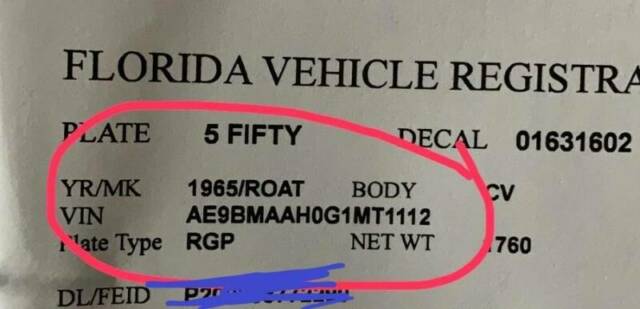 FLORIDA VEHICLE REGISTRA
PLATE 5 FIFTY DECAL 01631602
YR/MK 1965/ROAT BODY CV
VIN AE9BMAAH0G1MT1112
Plate Type RGP NET WT 1760
DL/FEID